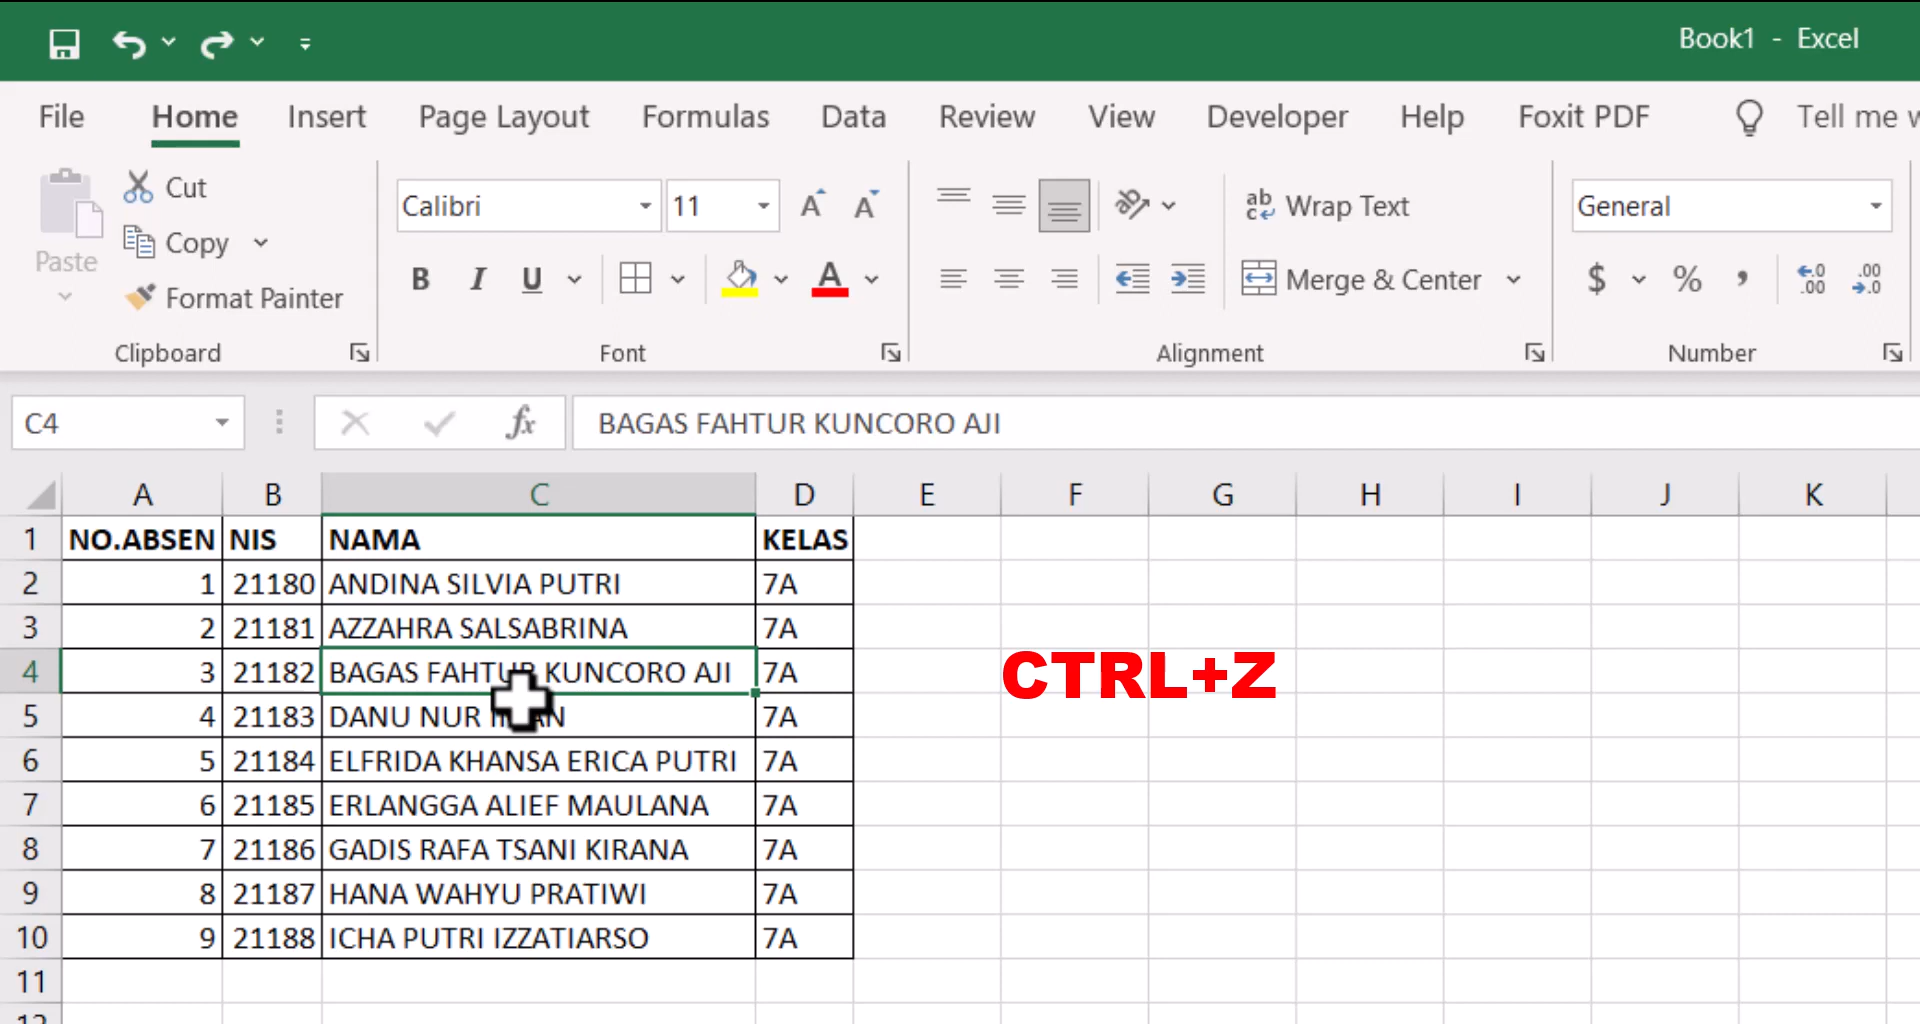 Book1 - Excel
File Home Insert Page Layout Formulas Data Review View Developer Help Foxit PDF Tell me
Paste
Cut
Copy
Format Painter
Clipboard
Calibri 11
B I U A
Font
ab Wrap Text
Merge & Center
Alignment
General
$ % , .00 .00
Number
C4 fx BAGAS FAHTUR KUNCORO AJI
A B C D E F G H I J K
1 NO.ABSEN NIS NAMA KELAS
2 1 21180 ANDINA SILVIA PUTRI 7A
3 2 21181 AZZAHRA SALSABRINA 7A
4 3 21182 BAGAS FAHTUR KUNCORO AJI 7A
CTRL+Z
5 4 21183 DANU NUR 7A
6 5 21184 ELFRIDA KHANSA ERICA PUTRI 7A
7 6 21185 ERLANGGA ALIEF MAULANA 7A
8 7 21186 GADIS RAFA TSANI KIRANA 7A
9 8 21187 HANA WAHYU PRATIWI 7A
10 9 21188 ICHA PUTRI IZZATIARSO 7A
11